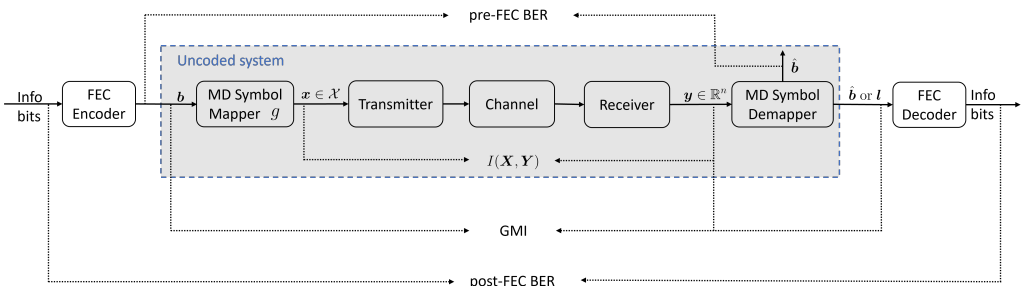 pre-FEC BER
Uncoded system
b̂
Info
bits
FEC
Encoder
b
MD Symbol
Mapper g
x ∈ 𝒳
Transmitter
Channel
Receiver
y ∈ ℝⁿ
MD Symbol
Demapper
b̂ or l
FEC
Decoder
Info
bits
I(X, Y)
GMI
post-FEC BER